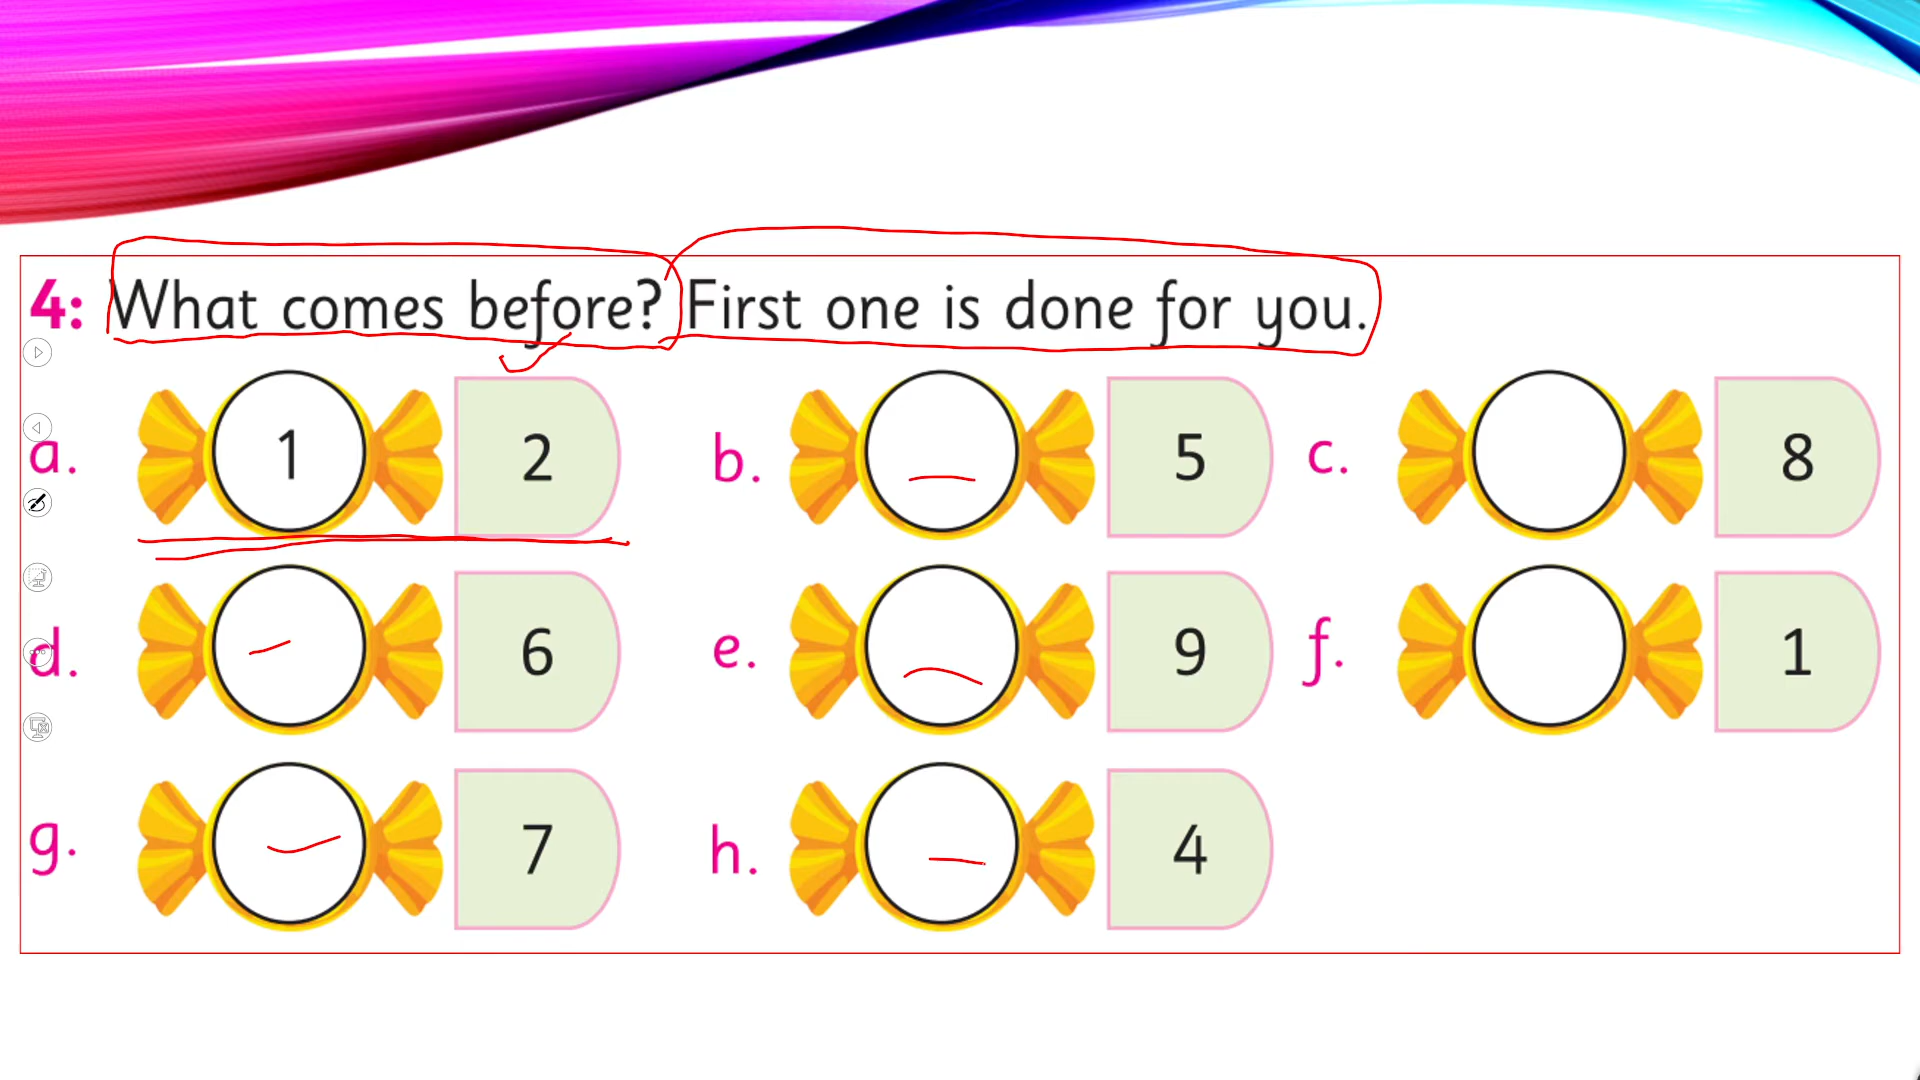 4: What comes before? First one is done for you.
a. 1 2 b. 5 c. 8
d. 6 e. 9 f. 1
g. 7 h. 4